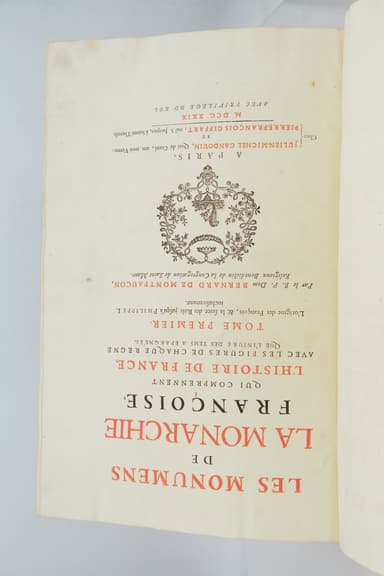 LES MONUMENS
DE
LA MONARCHIE
FRANÇOISE,
QUI COMPRENNENT
L'HISTOIRE DE FRANCE,
AVEC LES FIGURES DE CHAQUE REGNE
QUE L'INJURE DES TEMS A EPARGNE'ES.
TOME PREMIER.
L'origine des François, & la suite des Rois jusqu'à PHILIPPE I.
inclusivement.
Par le R. P. Dom BERNARD DE MONTFAUCON,
Religieux Benedictin de la Congregation de Saint Maur.
A PARIS,
Chez
JULIEN-MICHEL GANDOUIN, Quai de Conti, aux trois Vertus.
ET
PIERRE-FRANÇOIS GIFFART, ruë S. Jacques, à Sainte Therese.
M. DCC. XXIX.
AVEC PRIVILEGE DU ROI.